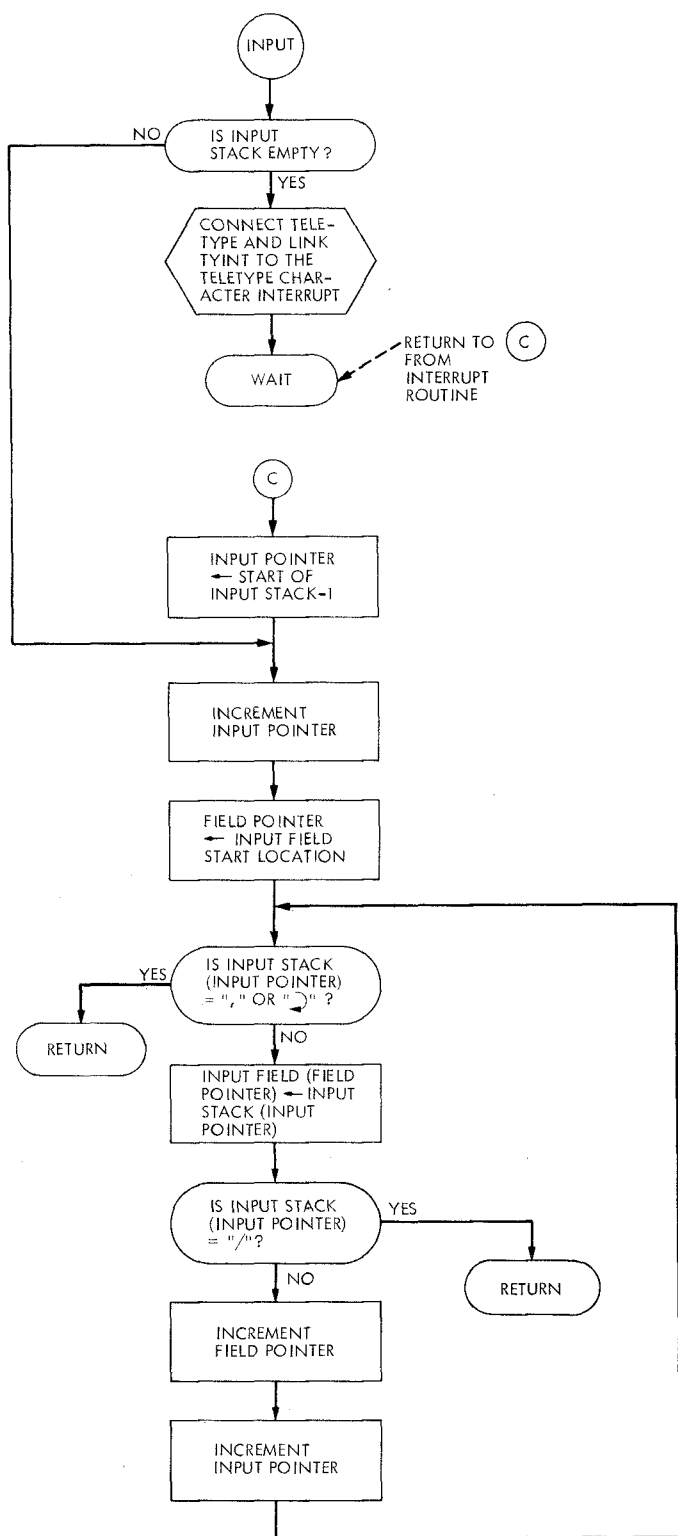 INPUT
IS INPUT
STACK EMPTY?
NO
YES
CONNECT TELE-
TYPE AND LINK
TYINT TO THE
TELETYPE CHAR-
ACTER INTERRUPT
WAIT
RETURN TO C
FROM
INTERRUPT
ROUTINE
C
INPUT POINTER
← START OF
INPUT STACK-1
INCREMENT
INPUT POINTER
FIELD POINTER
← INPUT FIELD
START LOCATION
IS INPUT STACK
(INPUT POINTER)
= "," OR "⤸" ?
YES
RETURN
NO
INPUT FIELD (FIELD
POINTER) ← INPUT
STACK (INPUT
POINTER)
IS INPUT STACK
(INPUT POINTER)
= "/"?
YES
RETURN
NO
INCREMENT
FIELD POINTER
INCREMENT
INPUT POINTER